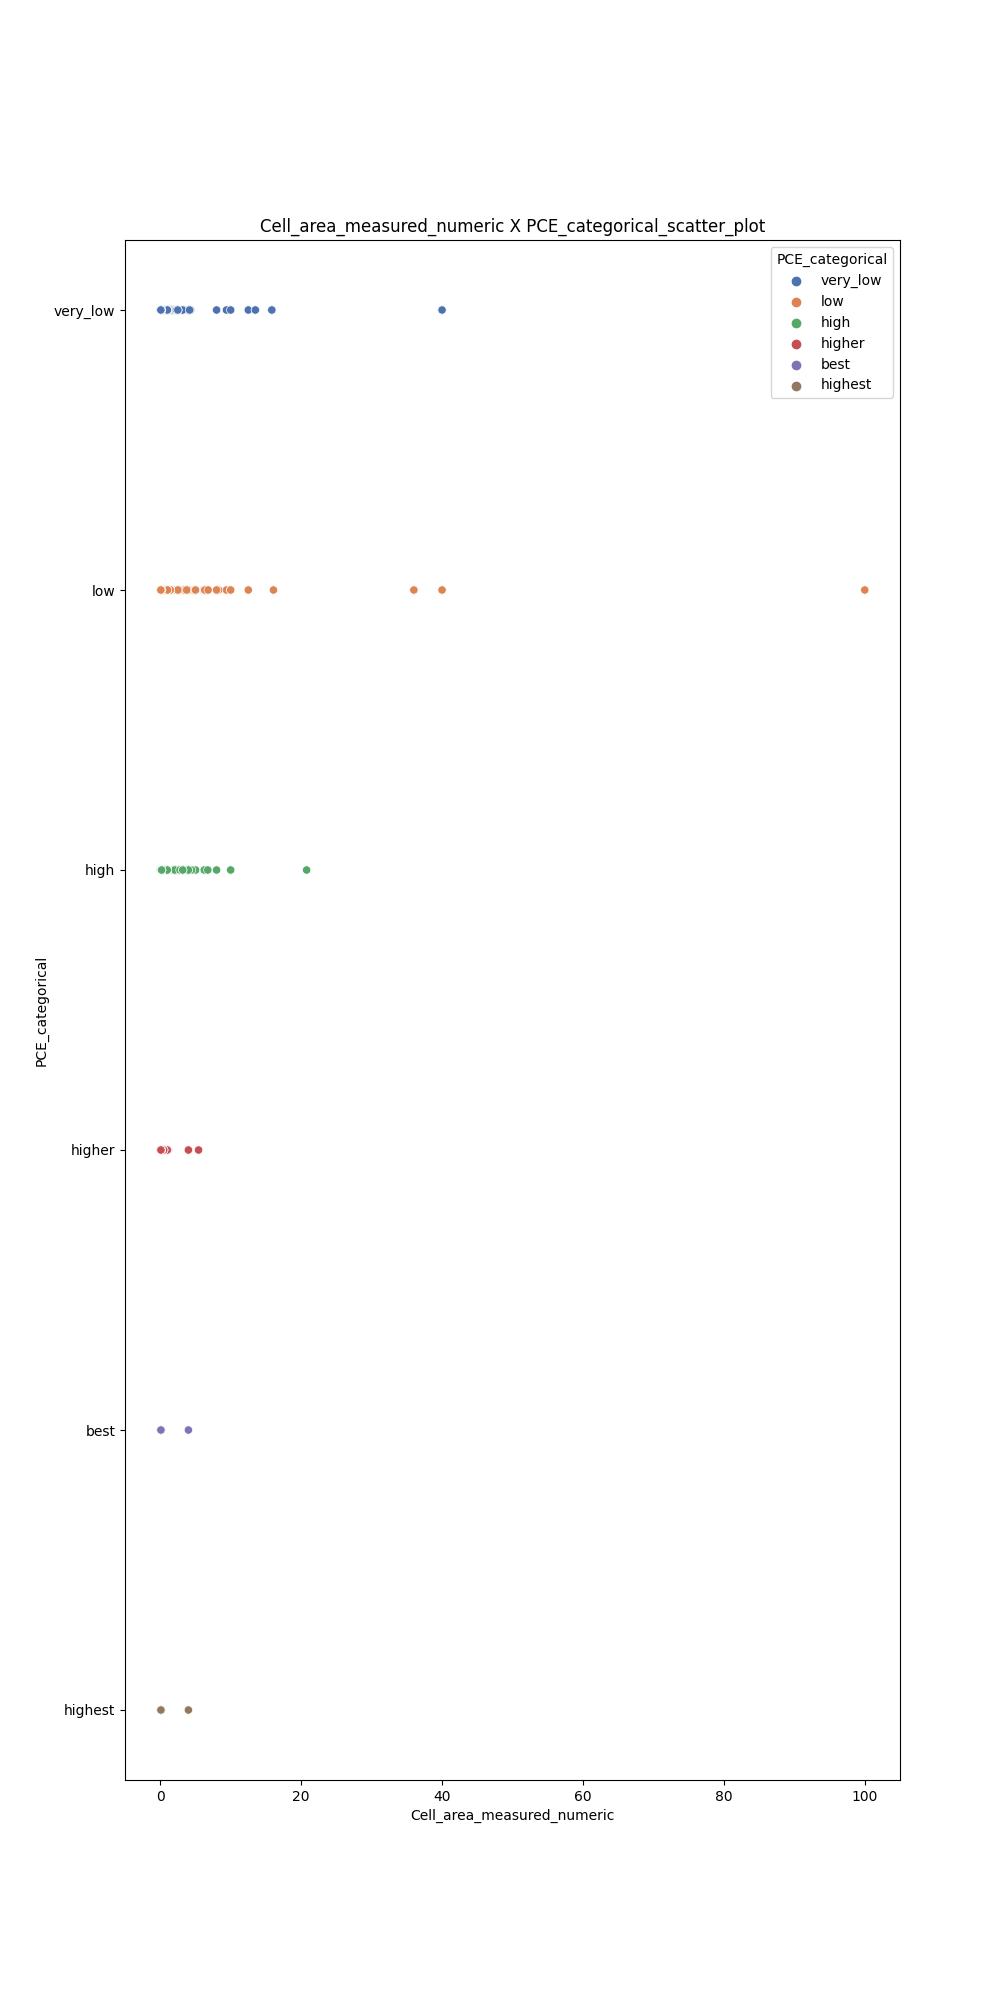 Cell_area_measured_numeric X PCE_categorical_scatter_plot
PCE_categorical
very_low
low
high
higher
best
highest
very_low
low
high
higher
best
highest
PCE_categorical
0 20 40 60 80 100
Cell_area_measured_numeric